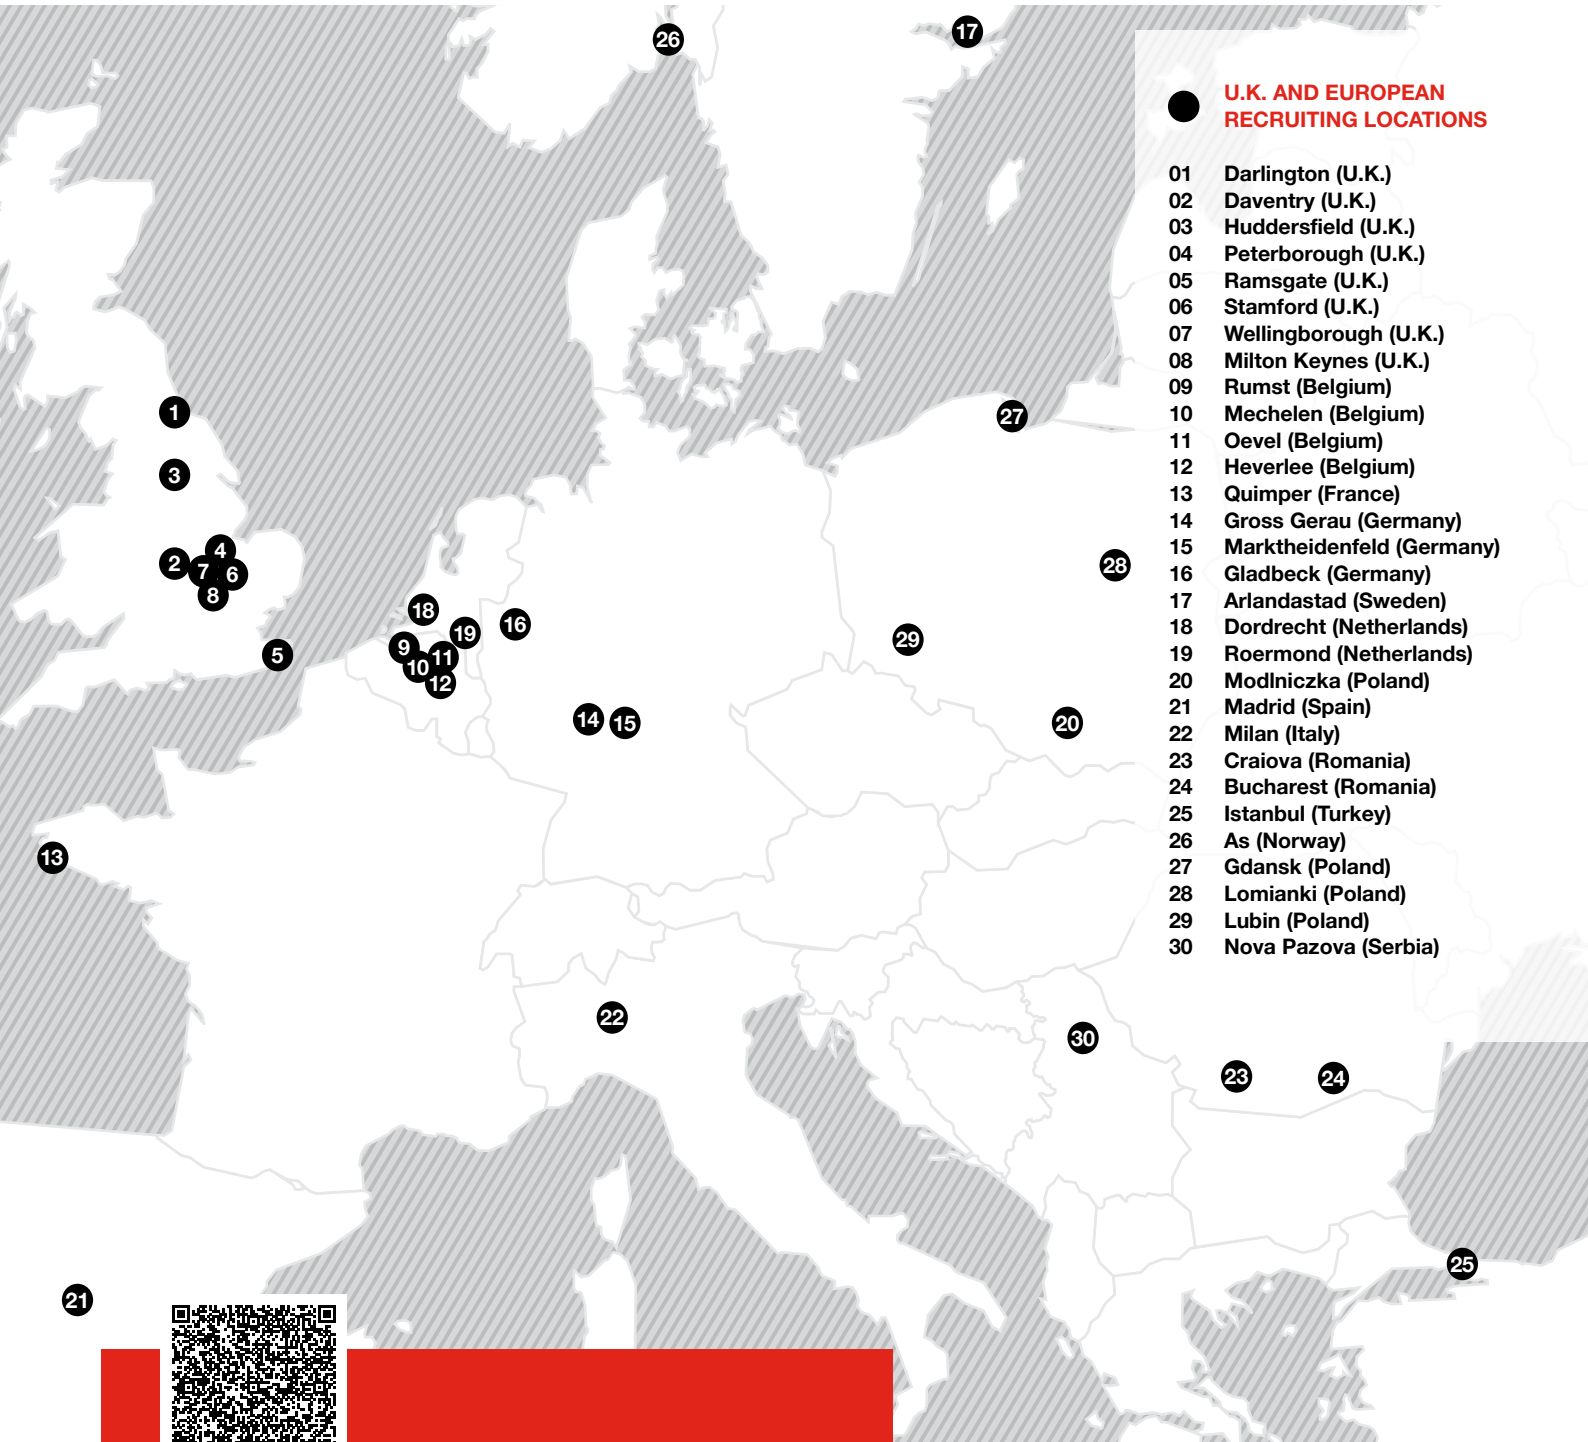 26
17
U.K. AND EUROPEAN
RECRUITING LOCATIONS
01 Darlington (U.K.)
02 Daventry (U.K.)
03 Huddersfield (U.K.)
04 Peterborough (U.K.)
05 Ramsgate (U.K.)
06 Stamford (U.K.)
07 Wellingborough (U.K.)
08 Milton Keynes (U.K.)
09 Rumst (Belgium)
10 Mechelen (Belgium)
11 Oevel (Belgium)
12 Heverlee (Belgium)
13 Quimper (France)
14 Gross Gerau (Germany)
15 Marktheidenfeld (Germany)
16 Gladbeck (Germany)
17 Arlandastad (Sweden)
18 Dordrecht (Netherlands)
19 Roermond (Netherlands)
20 Modlniczka (Poland)
21 Madrid (Spain)
22 Milan (Italy)
23 Craiova (Romania)
24 Bucharest (Romania)
25 Istanbul (Turkey)
26 As (Norway)
27 Gdansk (Poland)
28 Lomianki (Poland)
29 Lubin (Poland)
30 Nova Pazova (Serbia)
1
27
3
4
2
7
6
28
8
18
16
19
29
9
11
5
10
12
14
15
20
13
22
30
23
24
25
21